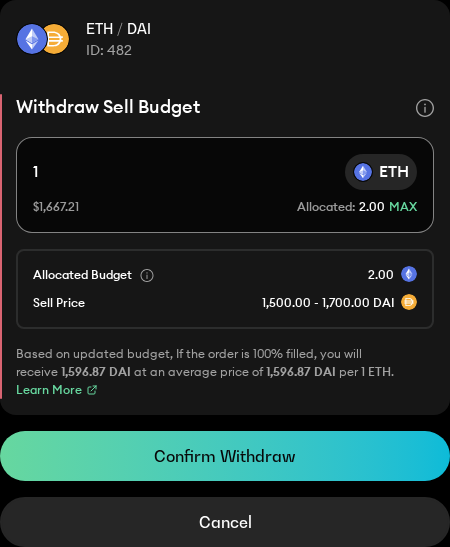 ETH / DAI
ID: 482
Withdraw Sell Budget
1
ETH
$1,667.21
Allocated: 2.00 MAX
Allocated Budget
2.00
Sell Price
1,500.00 - 1,700.00 DAI
Based on updated budget, If the order is 100% filled, you will
receive 1,596.87 DAI at an average price of 1,596.87 DAI per 1 ETH.
Learn More
Confirm Withdraw
Cancel